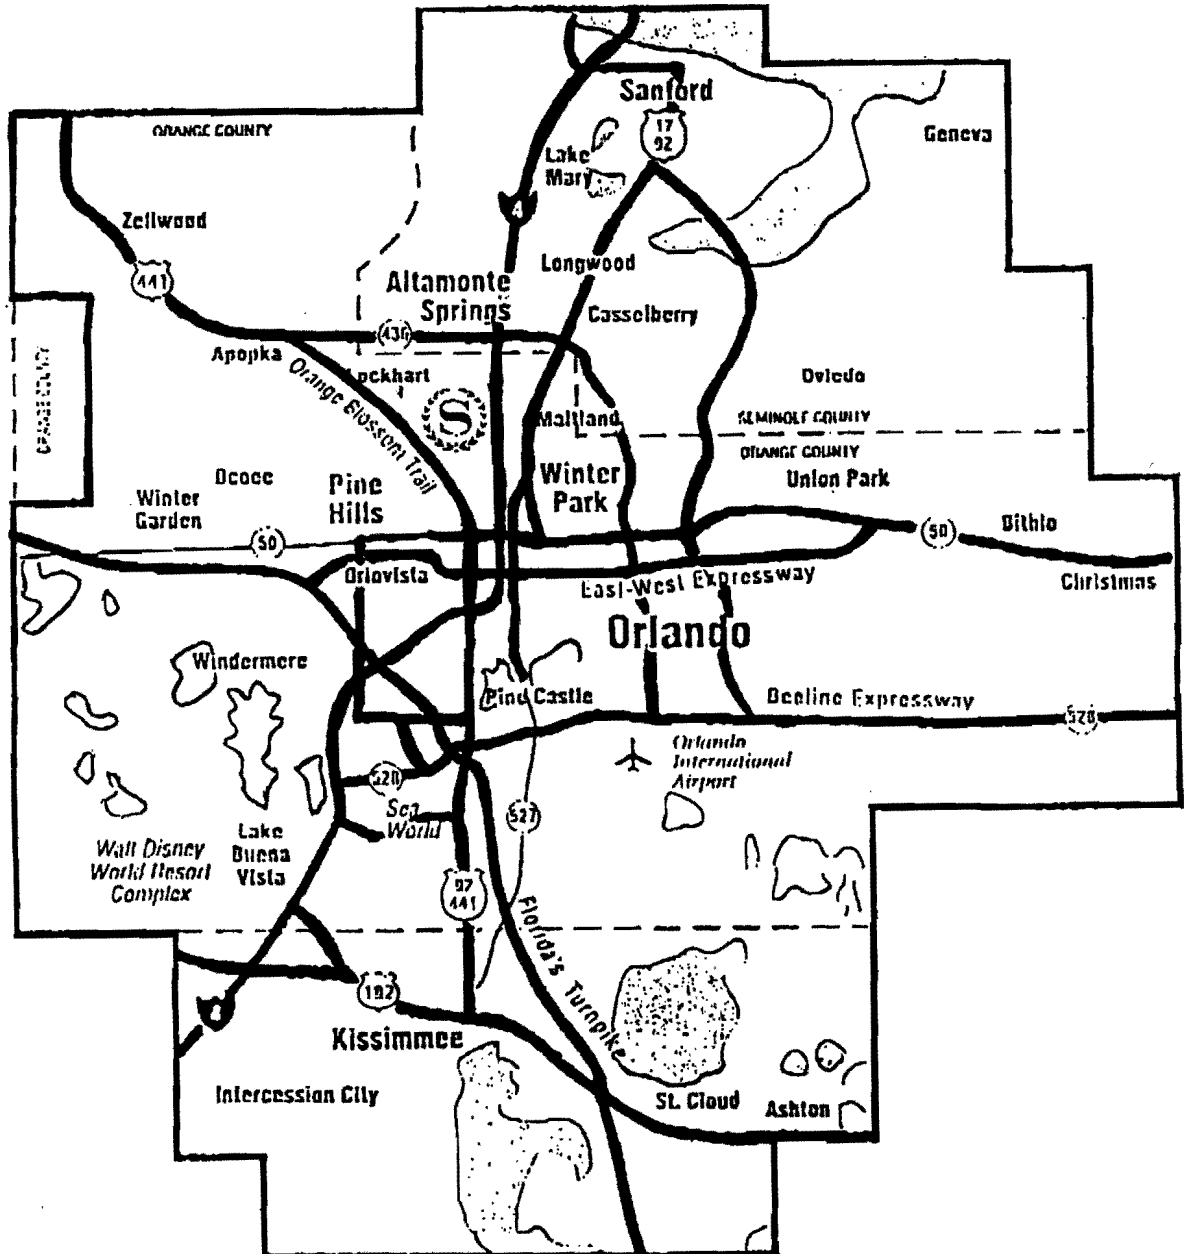 Sanford
ORANGE COUNTY
17
92
Geneva
Lake
Mary
4
Zellwood
Longwood
441
Altamonte
Springs
Casselberry
436
Apopka
Lockhart
Orange Blossom Trail
Oviedo
S
Maitland
SEMINOLE COUNTY
ORANGE COUNTY
Ocoee
Pine
Hills
Winter
Park
Union Park
Winter
Garden
50
50
Bithlo
Orlovista
East-West Expressway
Christmas
Orlando
Windermere
Pine Castle
Beeline Expressway
528
Orlando
International
Airport
528
Sea
World
527
Walt Disney
World Resort
Complex
Lake
Buena
Vista
441
Florida's Turnpike
192
4
Kissimmee
Intercession City
St. Cloud
Ashton